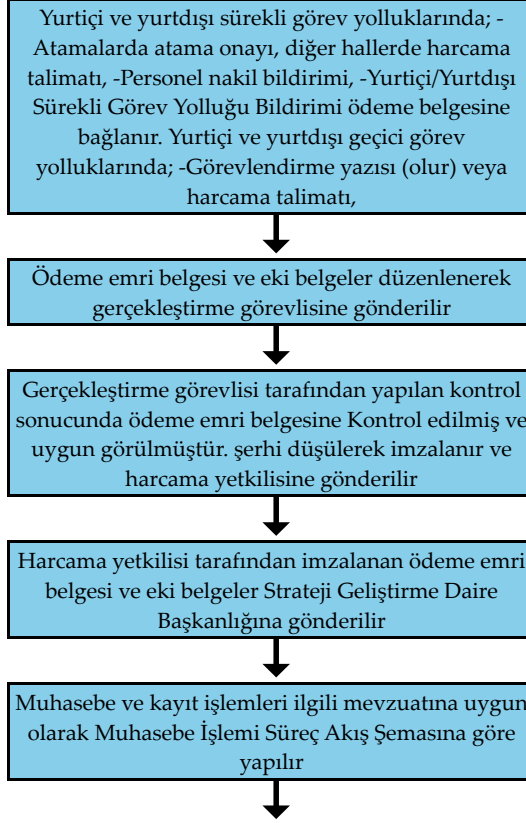 Yurtiçi ve yurtdışı sürekli görev yolluklarında; -
Atamalarda atama onayı, diğer hallerde harcama
talimatı, -Personel nakil bildirimi, -Yurtiçi/Yurtdışı
Sürekli Görev Yolluğu Bildirimi ödeme belgesine
bağlanır. Yurtiçi ve yurtdışı geçici görev
yolluklarında; -Görevlendirme yazısı (olur) veya
harcama talimatı,
Ödeme emri belgesi ve eki belgeler düzenlenerek
gerçekleştirme görevlisine gönderilir
Gerçekleştirme görevlisi tarafından yapılan kontrol
sonucunda ödeme emri belgesine Kontrol edilmiş ve
uygun görülmüştür. şerhi düşülerek imzalanır ve
harcama yetkilisine gönderilir
Harcama yetkilisi tarafından imzalanan ödeme emri
belgesi ve eki belgeler Strateji Geliştirme Daire
Başkanlığına gönderilir
Muhasebe ve kayıt işlemleri ilgili mevzuatına uygun
olarak Muhasebe İşlemi Süreç Akış Şemasına göre
yapılır